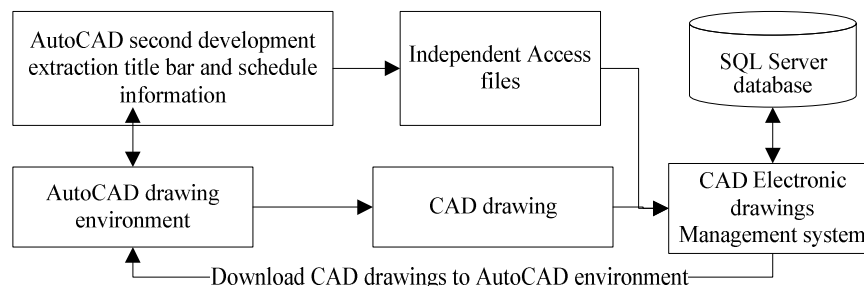 AutoCAD second development
extraction title bar and schedule
information
Independent Access
files
SQL Server
database
AutoCAD drawing
environment
CAD drawing
CAD Electronic
drawings
Management system
Download CAD drawings to AutoCAD environment